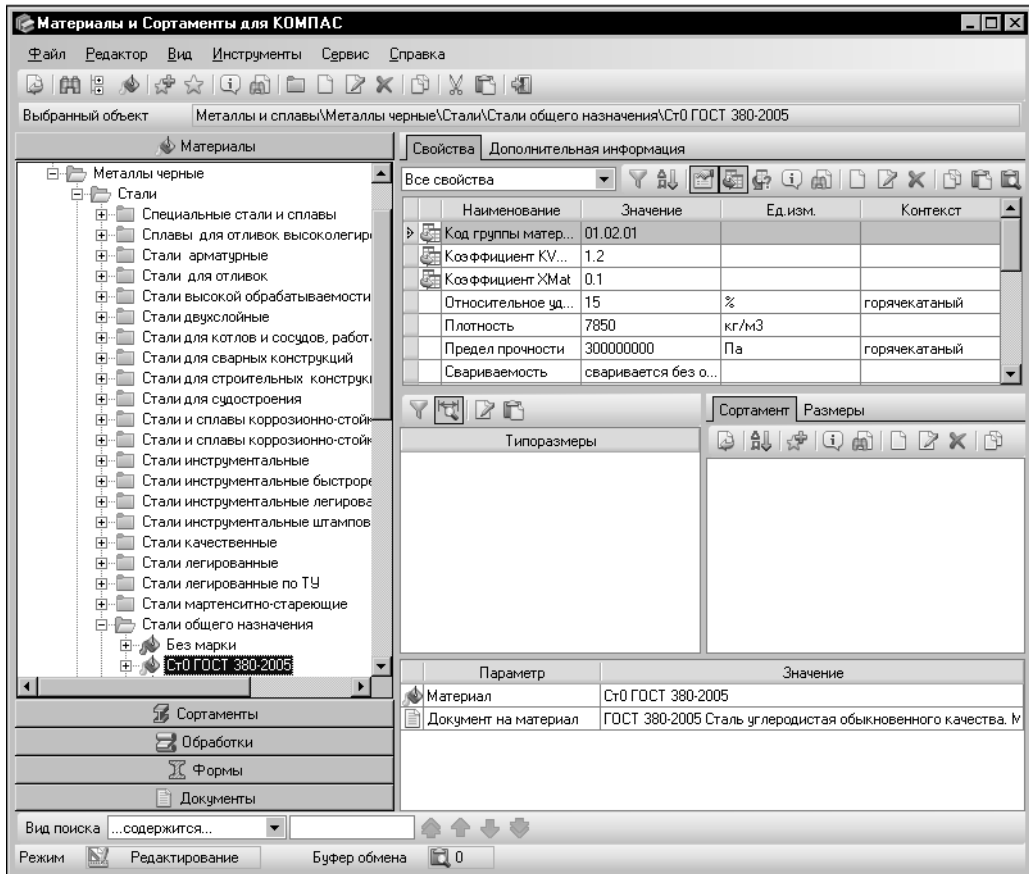 Материалы и Сортаменты для КОМПАС
Файл Редактор Вид Инструменты Сервис Справка
Выбранный объект Металлы и сплавы\Металлы черные\Стали\Стали общего назначения\Ст0 ГОСТ 380-2005
Материалы
Металлы черные
Стали
Специальные стали и сплавы
Сплавы для отливок высоколегир
Стали арматурные
Стали для отливок
Стали высокой обрабатываемости
Стали двухслойные
Стали для котлов и сосудов, работ
Стали для сварных конструкций
Стали для строительных конструкц
Стали для судостроения
Стали и сплавы коррозионно-стойк
Стали и сплавы коррозионно-стойк
Стали инструментальные
Стали инструментальные быстроре
Стали инструментальные легирова
Стали инструментальные штампов
Стали качественные
Стали легированные
Стали легированные по ТУ
Стали мартенситно-стареющие
Стали общего назначения
Без марки
Ст0 ГОСТ 380-2005
Сортаменты
Обработки
Формы
Документы
Свойства Дополнительная информация
Все свойства
Наименование Значение Ед.изм. Контекст
Код группы матер... 01.02.01
Коэффициент KV... 1.2
Коэффициент XMat 0.1
Относительное уд... 15 % горячекатаный
Плотность 7850 кг/м3
Предел прочности 300000000 Па горячекатаный
Свариваемость сваривается без о...
Типоразмеры
Сортамент Размеры
Параметр Значение
Материал Ст0 ГОСТ 380-2005
Документ на материал ГОСТ 380-2005 Сталь углеродистая обыкновенного качества. М
Вид поиска ...содержится...
Режим Редактирование Буфер обмена 0